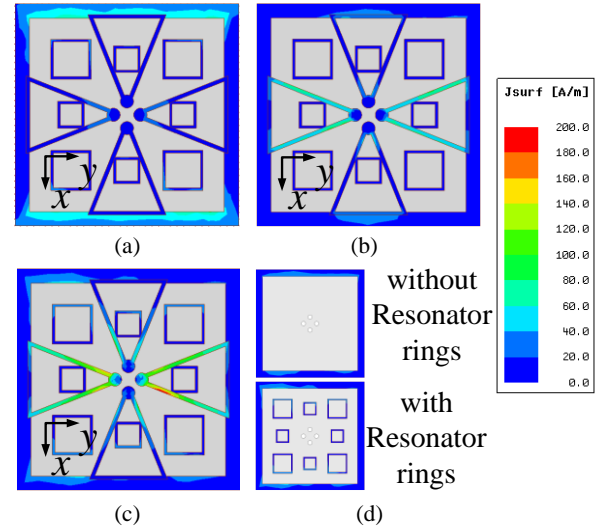 y
x
(a)
y
x
(b)
Jsurf [A/m]
200.0
180.0
160.0
140.0
120.0
100.0
80.0
60.0
40.0
20.0
0.0
y
x
(c)
without
Resonator
rings
with
Resonator
rings
(d)